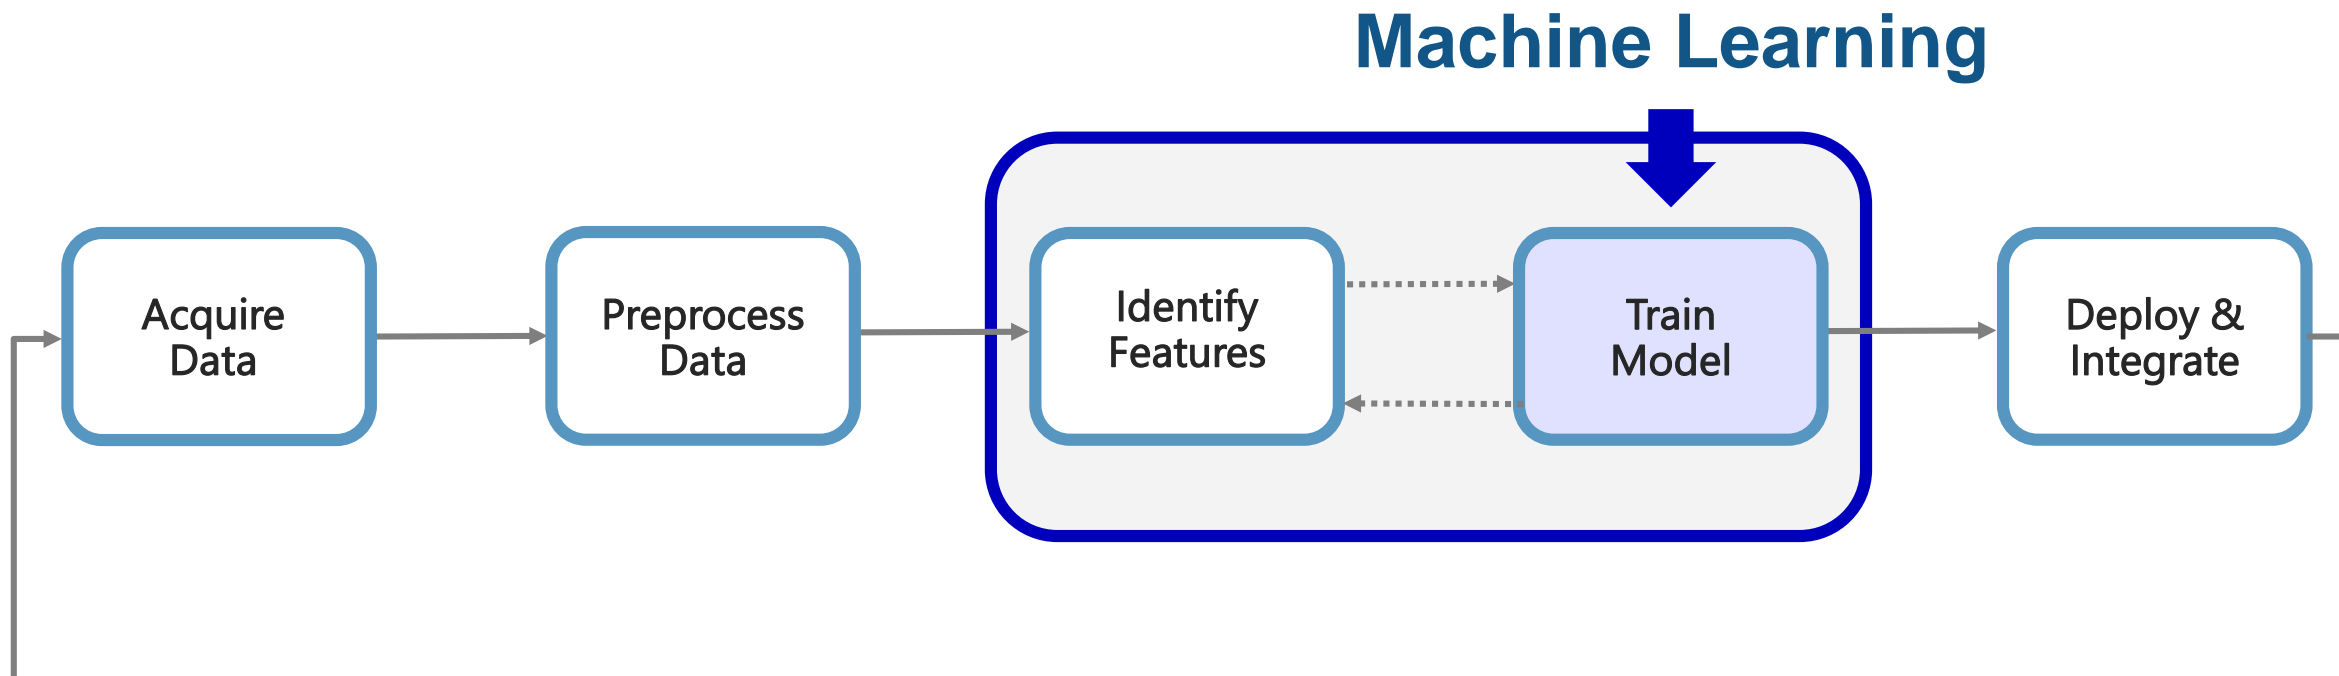 Machine Learning
Acquire
Data
Preprocess
Data
Identify
Features
Train
Model
Deploy &
Integrate